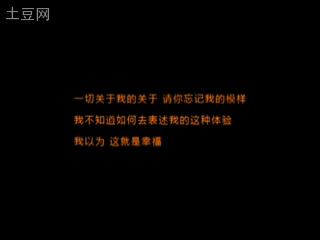 土豆网
一切关于我的关于 请你忘记我的模样
我不知道如何去表述我的这种体验
我以为 这就是幸福